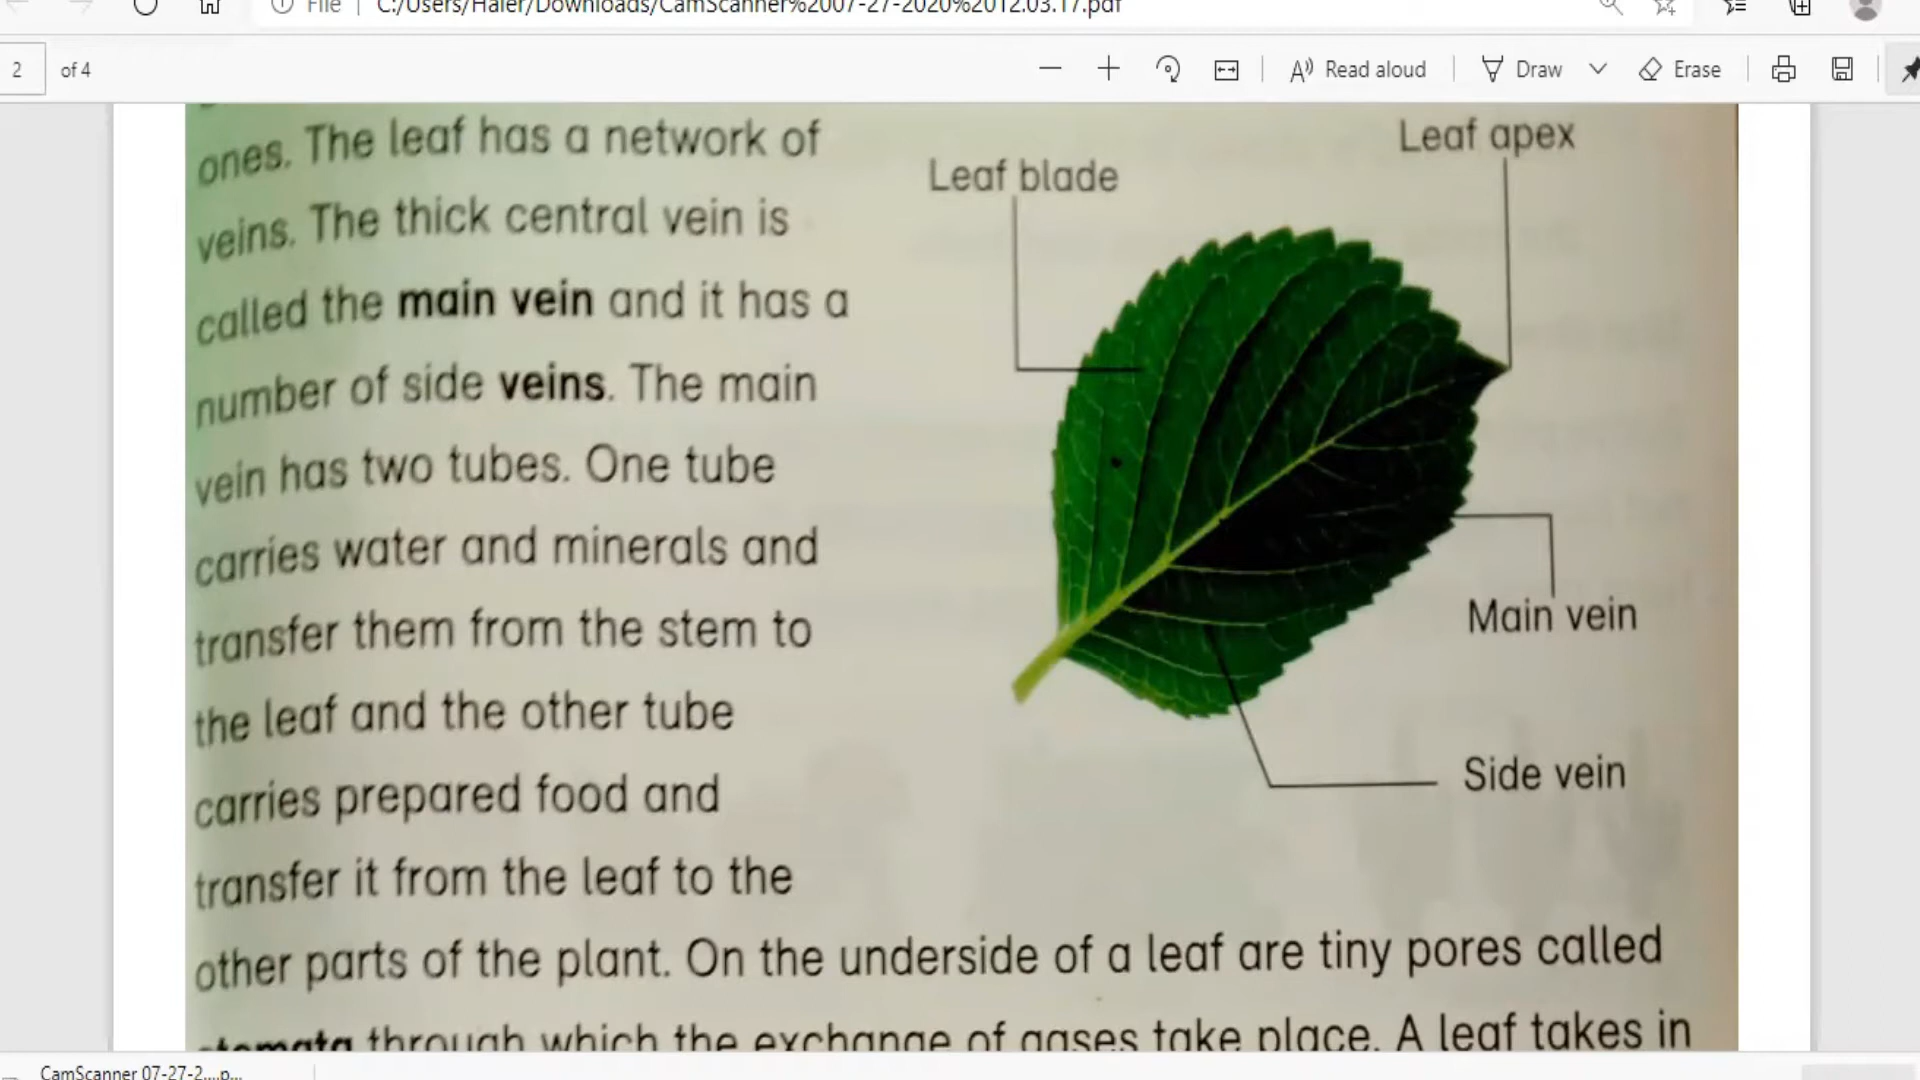 File
C:/Users/Haier/Downloads/CamScanner%2007-27-2020%2012.03.17.pdf
2 of 4
Read aloud
Draw
Erase
ones. The leaf has a network of
veins. The thick central vein is
called the main vein and it has a
number of side veins. The main
vein has two tubes. One tube
carries water and minerals and
transfer them from the stem to
the leaf and the other tube
carries prepared food and
transfer it from the leaf to the
other parts of the plant. On the underside of a leaf are tiny pores called
stomata through which the exchange of gases take place. A leaf takes in
Leaf blade
Leaf apex
Main vein
Side vein
CamScanner 07-27-2....p...